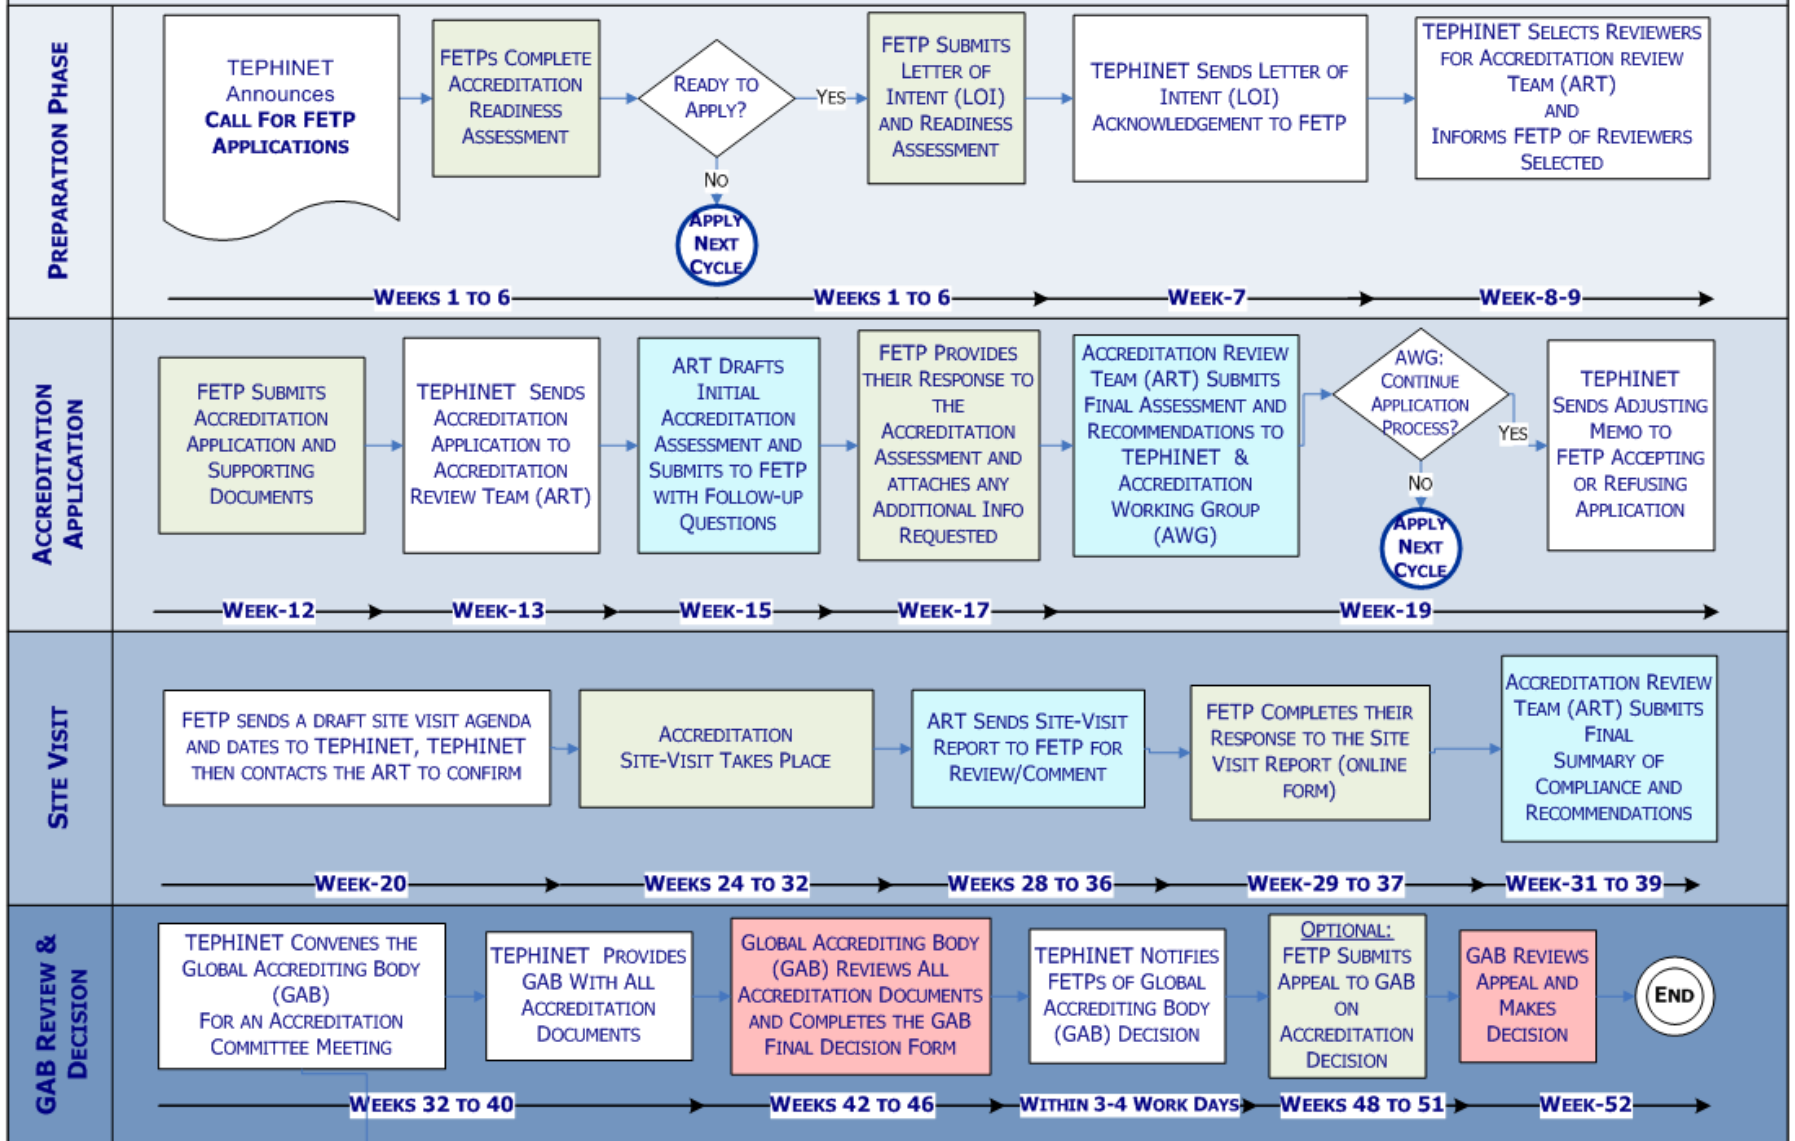 PREPARATION PHASE
TEPHINET
Announces
CALL FOR FETP
APPLICATIONS
FETPS COMPLETE
ACCREDITATION
READINESS
ASSESSMENT
READY TO
APPLY?
YES
NO
APPLY
NEXT
CYCLE
FETP SUBMITS
LETTER OF
INTENT (LOI)
AND READINESS
ASSESSMENT
TEPHINET SENDS LETTER OF
INTENT (LOI)
ACKNOWLEDGEMENT TO FETP
TEPHINET SELECTS REVIEWERS
FOR ACCREDITATION REVIEW
TEAM (ART)
AND
INFORMS FETP OF REVIEWERS
SELECTED
WEEKS 1 TO 6
WEEKS 1 TO 6
WEEK-7
WEEK-8-9
ACCREDITATION
APPLICATION
FETP SUBMITS
ACCREDITATION
APPLICATION AND
SUPPORTING
DOCUMENTS
TEPHINET SENDS
ACCREDITATION
APPLICATION TO
ACCREDITATION
REVIEW TEAM (ART)
ART DRAFTS
INITIAL
ACCREDITATION
ASSESSMENT AND
SUBMITS TO FETP
WITH FOLLOW-UP
QUESTIONS
FETP PROVIDES
THEIR RESPONSE TO
THE
ACCREDITATION
ASSESSMENT AND
ATTACHES ANY
ADDITIONAL INFO
REQUESTED
ACCREDITATION REVIEW
TEAM (ART) SUBMITS
FINAL ASSESSMENT AND
RECOMMENDATIONS TO
TEPHINET &
ACCREDITATION
WORKING GROUP
(AWG)
AWG:
CONTINUE
APPLICATION
PROCESS?
YES
NO
APPLY
NEXT
CYCLE
TEPHINET
SENDS ADJUSTING
MEMO TO
FETP ACCEPTING
OR REFUSING
APPLICATION
WEEK-12
WEEK-13
WEEK-15
WEEK-17
WEEK-19
SITE VISIT
FETP SENDS A DRAFT SITE VISIT AGENDA
AND DATES TO TEPHINET, TEPHINET
THEN CONTACTS THE ART TO CONFIRM
ACCREDITATION
SITE-VISIT TAKES PLACE
ART SENDS SITE-VISIT
REPORT TO FETP FOR
REVIEW/COMMENT
FETP COMPLETES THEIR
RESPONSE TO THE SITE
VISIT REPORT (ONLINE
FORM)
ACCREDITATION REVIEW
TEAM (ART) SUBMITS
FINAL
SUMMARY OF
COMPLIANCE AND
RECOMMENDATIONS
WEEK-20
WEEKS 24 TO 32
WEEKS 28 TO 36
WEEK-29 TO 37
WEEK-31 TO 39
GAB REVIEW &
DECISION
TEPHINET CONVENES THE
GLOBAL ACCREDITING BODY
(GAB)
FOR AN ACCREDITATION
COMMITTEE MEETING
TEPHINET PROVIDES
GAB WITH ALL
ACCREDITATION
DOCUMENTS
GLOBAL ACCREDITING BODY
(GAB) REVIEWS ALL
ACCREDITATION DOCUMENTS
AND COMPLETES THE GAB
FINAL DECISION FORM
TEPHINET NOTIFIES
FETPS OF GLOBAL
ACCREDITING BODY
(GAB) DECISION
OPTIONAL:
FETP SUBMITS
APPEAL TO GAB
ON
ACCREDITATION
DECISION
GAB REVIEWS
APPEAL AND
MAKES
DECISION
END
WEEKS 32 TO 40
WEEKS 42 TO 46
WITHIN 3-4 WORK DAYS
WEEKS 48 TO 51
WEEK-52